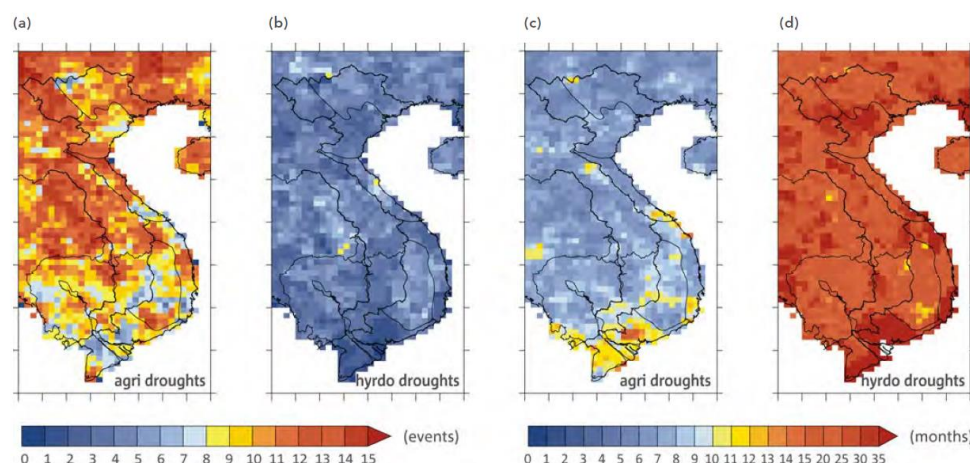 (a) (b) (c) (d)
agri droughts hyrdo droughts agri droughts hyrdo droughts
0 1 2 3 4 5 6 7 8 9 10 11 12 13 14 15 (events)
0 1 2 3 4 5 6 7 8 9 10 11 12 13 14 15 20 25 30 35 (months)